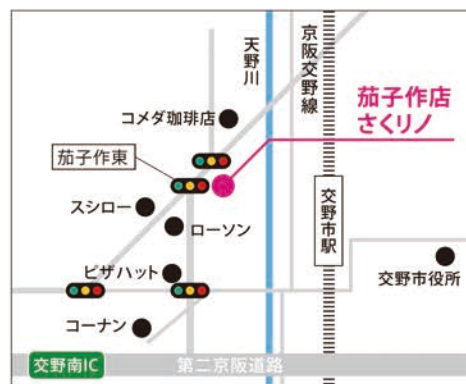 天野川
京阪交野線
コメダ珈琲店
茄子作店
さくリノ
茄子作東
スシロー
ローソン
交野市駅
ピザハット
交野市役所
コーナン
交野南IC
第二京阪道路